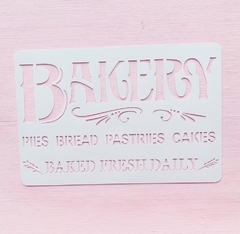 BAKERY
PIES BREAD PASTRIES CAKES
BAKED FRESH DAILY